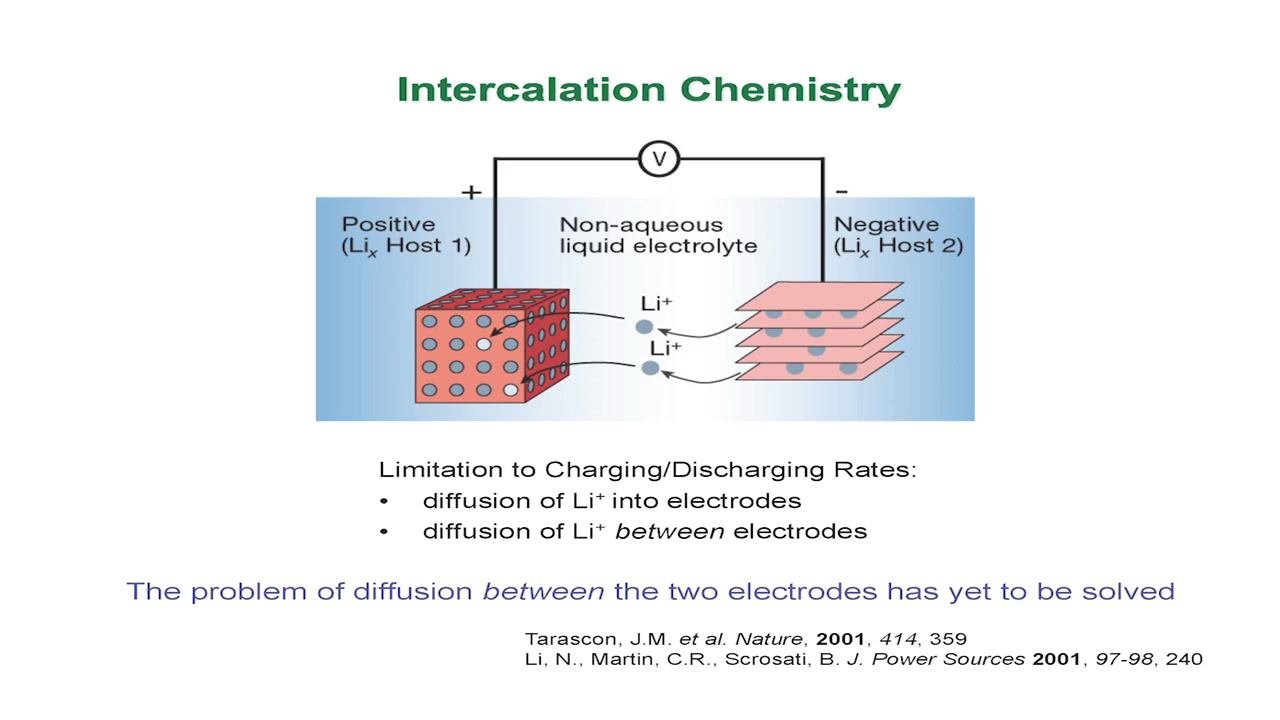 Intercalation Chemistry
V
+
-
Positive
(Liₓ Host 1)
Non-aqueous
liquid electrolyte
Negative
(Liₓ Host 2)
Li⁺
Li⁺
Limitation to Charging/Discharging Rates:
• diffusion of Li⁺ into electrodes
• diffusion of Li⁺ between electrodes
The problem of diffusion between the two electrodes has yet to be solved
Tarascon, J.M. et al. Nature, 2001, 414, 359
Li, N., Martin, C.R., Scrosati, B. J. Power Sources 2001, 97-98, 240